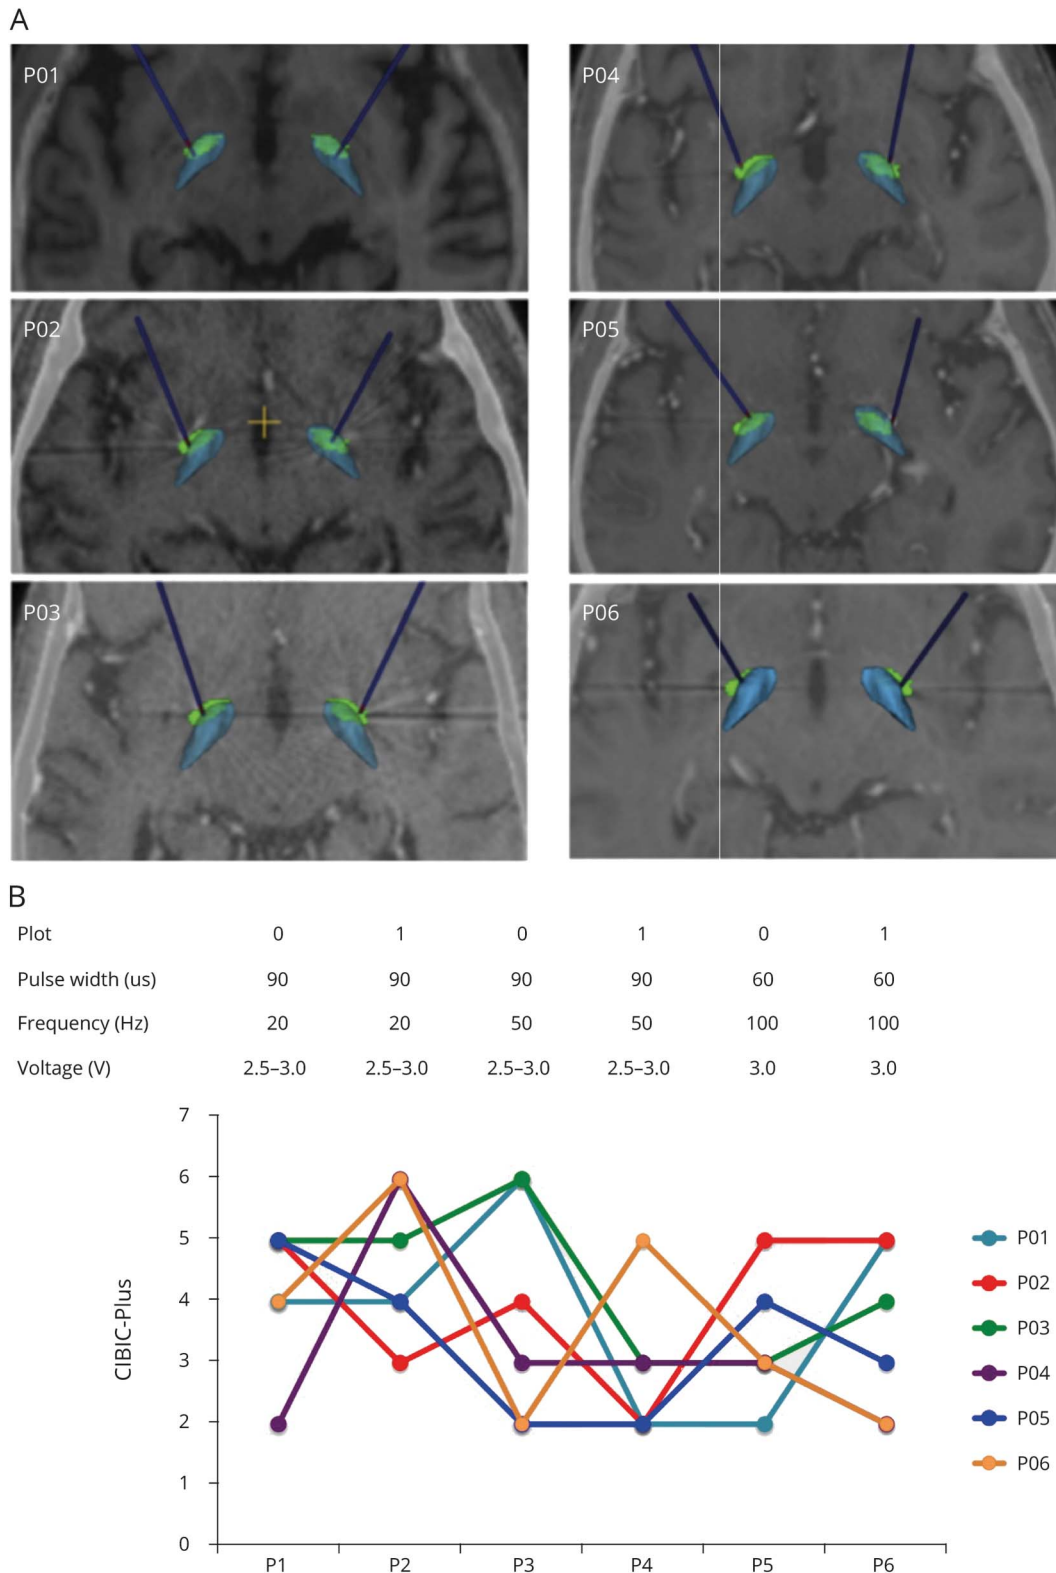 A
P01
P04
P02
P05
P03
P06
B
Plot 0 1 0 1 0 1
Pulse width (us) 90 90 90 90 60 60
Frequency (Hz) 20 20 50 50 100 100
Voltage (V) 2.5–3.0 2.5–3.0 2.5–3.0 2.5–3.0 3.0 3.0
CIBIC-Plus
7
6
5
4
3
2
1
0
P1 P2 P3 P4 P5 P6
P01
P02
P03
P04
P05
P06